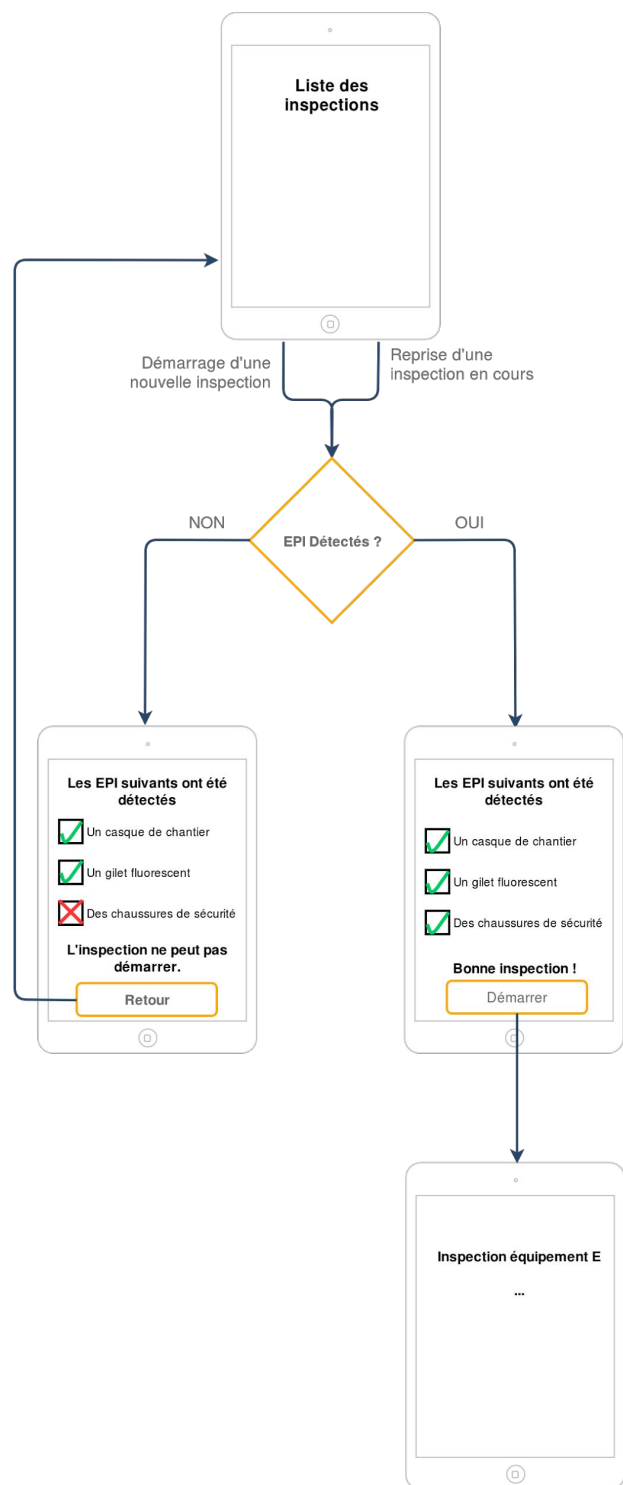 Liste des
inspections
Démarrage d'une
nouvelle inspection
Reprise d'une
inspection en cours
NON
EPI Détectés ?
OUI
Les EPI suivants ont été
détectés
Un casque de chantier
Un gilet fluorescent
Des chaussures de sécurité
L'inspection ne peut pas
démarrer.
Retour
Les EPI suivants ont été
détectés
Un casque de chantier
Un gilet fluorescent
Des chaussures de sécurité
Bonne inspection !
Démarrer
Inspection équipement E
...